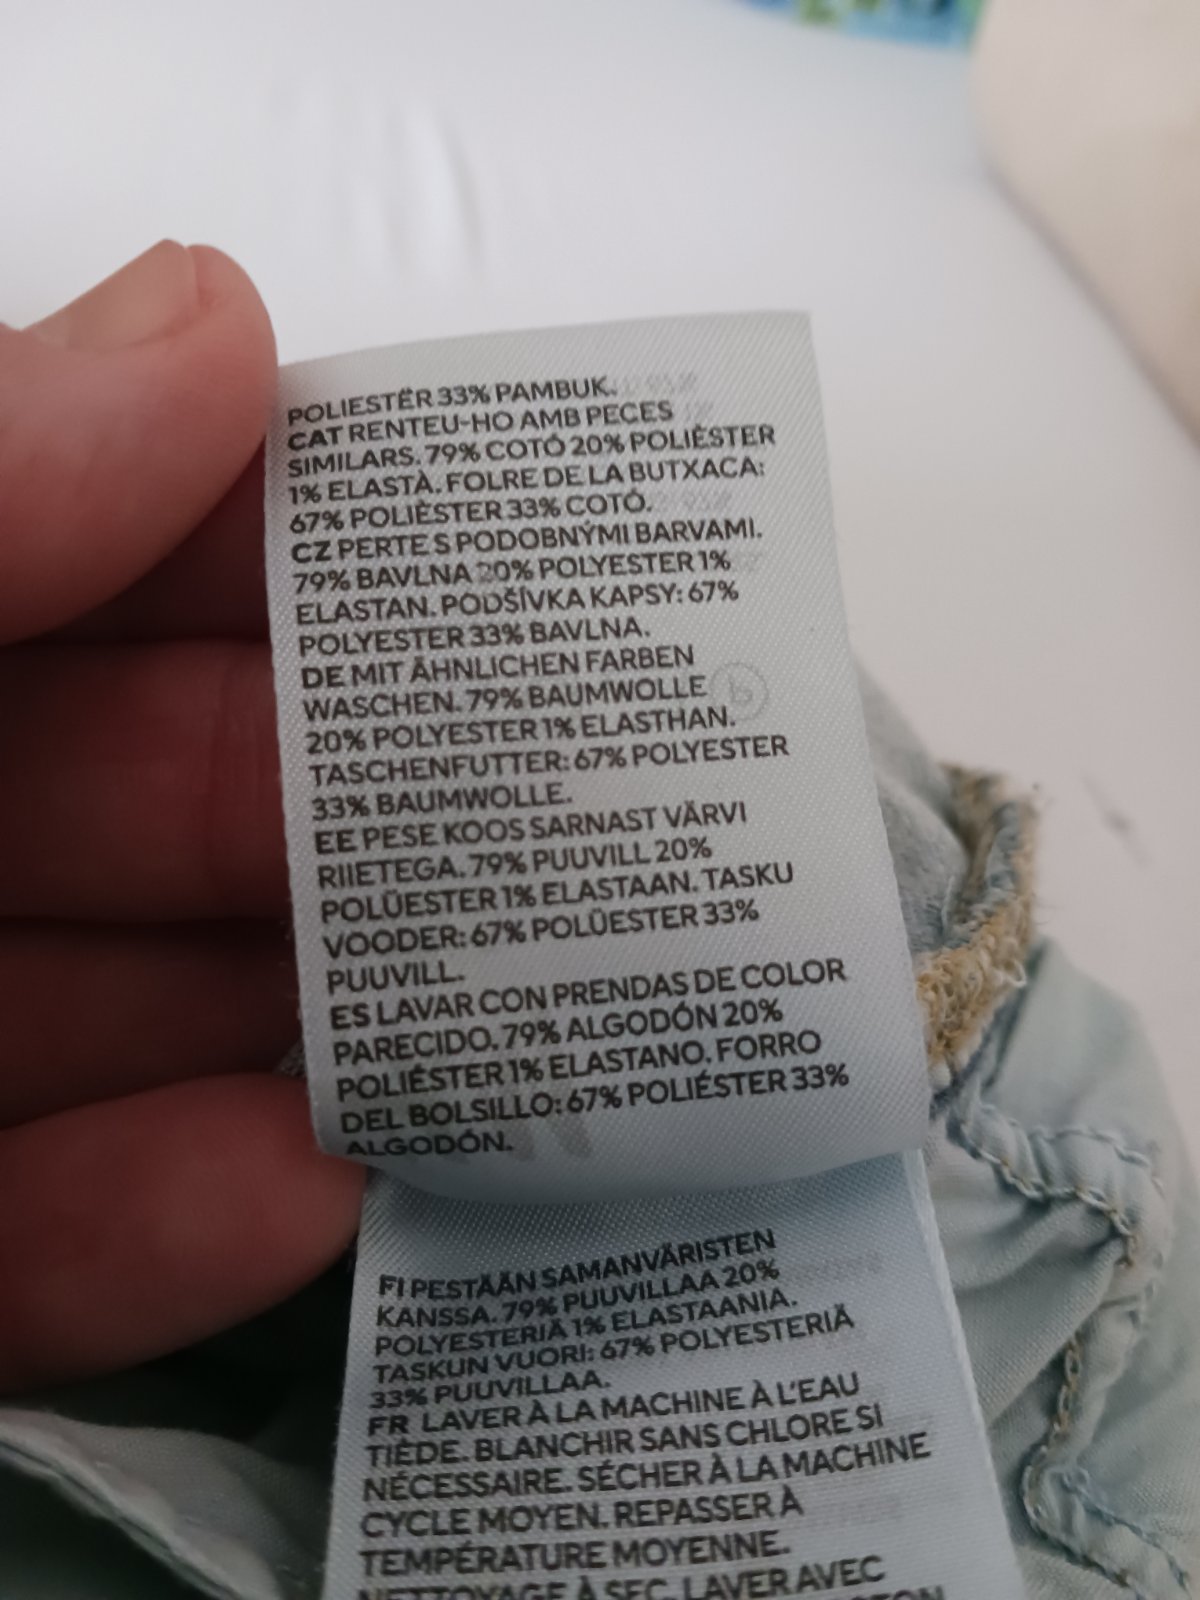 POLIESTËR 33% PAMBUK.
CAT RENTEU-HO AMB PECES
SIMILARS. 79% COTÓ 20% POLIÈSTER
1% ELASTÀ. FOLRE DE LA BUTXACA:
67% POLIÈSTER 33% COTÓ.
CZ PERTE S PODOBNÝMI BARVAMI.
79% BAVLNA 20% POLYESTER 1%
ELASTAN. PODŠÍVKA KAPSY: 67%
POLYESTER 33% BAVLNA.
DE MIT ÄHNLICHEN FARBEN
WASCHEN. 79% BAUMWOLLE
20% POLYESTER 1% ELASTHAN.
TASCHENFUTTER: 67% POLYESTER
33% BAUMWOLLE.
EE PESE KOOS SARNAST VÄRVI
RIIETEGA. 79% PUUVILL 20%
POLÜESTER 1% ELASTAAN. TASKU
VOODER: 67% POLÜESTER 33%
PUUVILL.
ES LAVAR CON PRENDAS DE COLOR
PARECIDO. 79% ALGODÓN 20%
POLIÉSTER 1% ELASTANO. FORRO
DEL BOLSILLO: 67% POLIÉSTER 33%
ALGODÓN.
FI PESTÄÄN SAMANVÄRISTEN
KANSSA. 79% PUUVILLAA 20%
POLYESTERIÄ 1% ELASTAANIA.
TASKUN VUORI: 67% POLYESTERIÄ
33% PUUVILLAA.
FR LAVER À LA MACHINE À L'EAU
TIÈDE. BLANCHIR SANS CHLORE SI
NÉCESSAIRE. SÉCHER À LA MACHINE
CYCLE MOYEN. REPASSER À
TEMPÉRATURE MOYENNE.
NETTOYAGE À SEC. LAVER AVEC